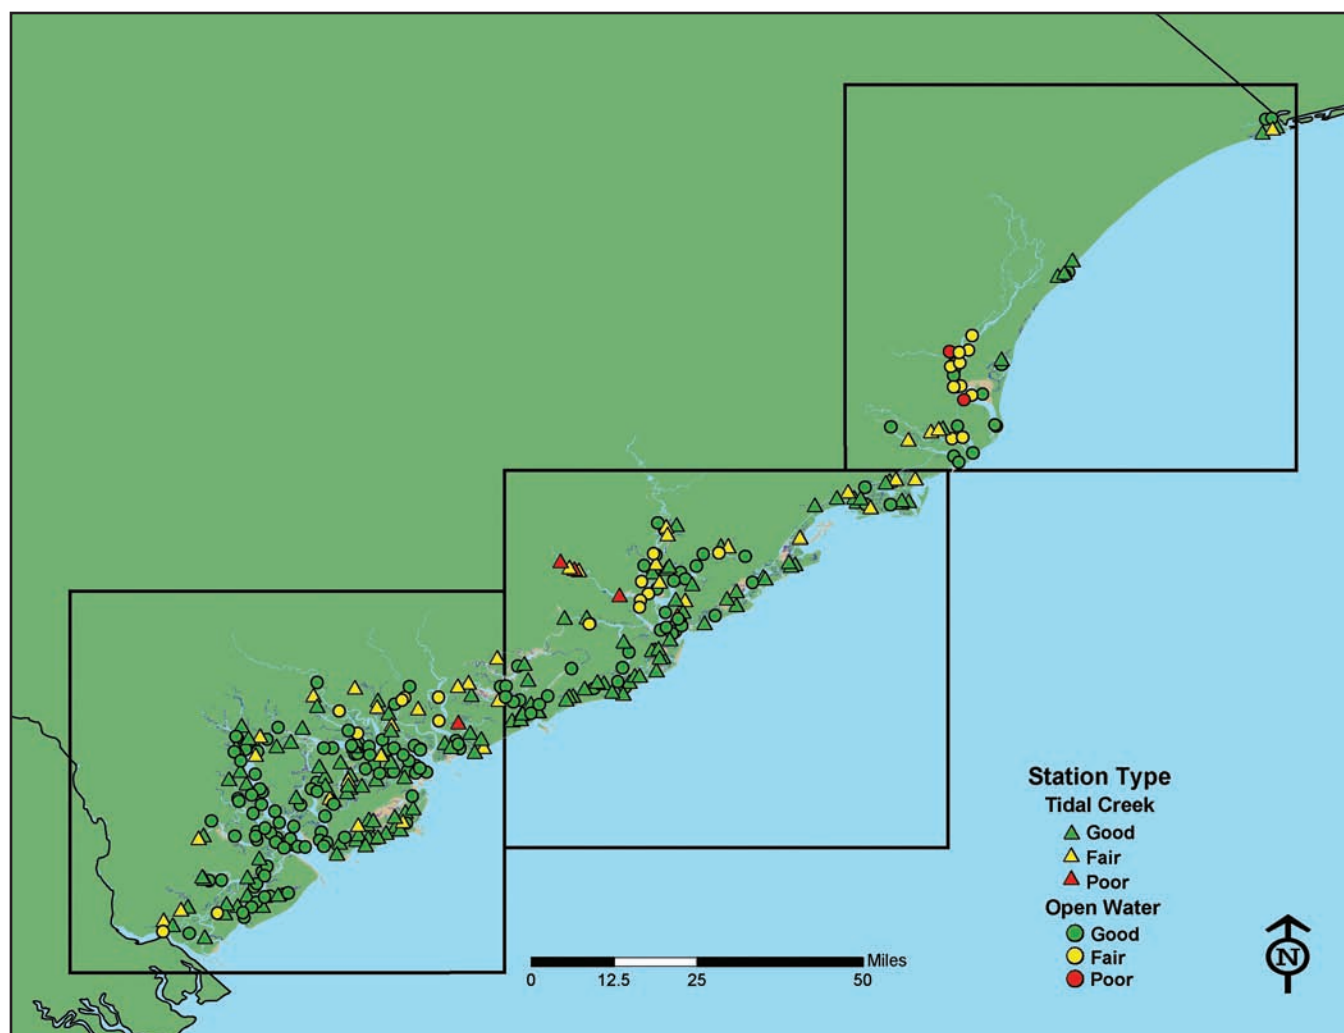 Station Type
Tidal Creek
Good
Fair
Poor
Open Water
Good
Fair
Poor
Miles
0 12.5 25 50
N